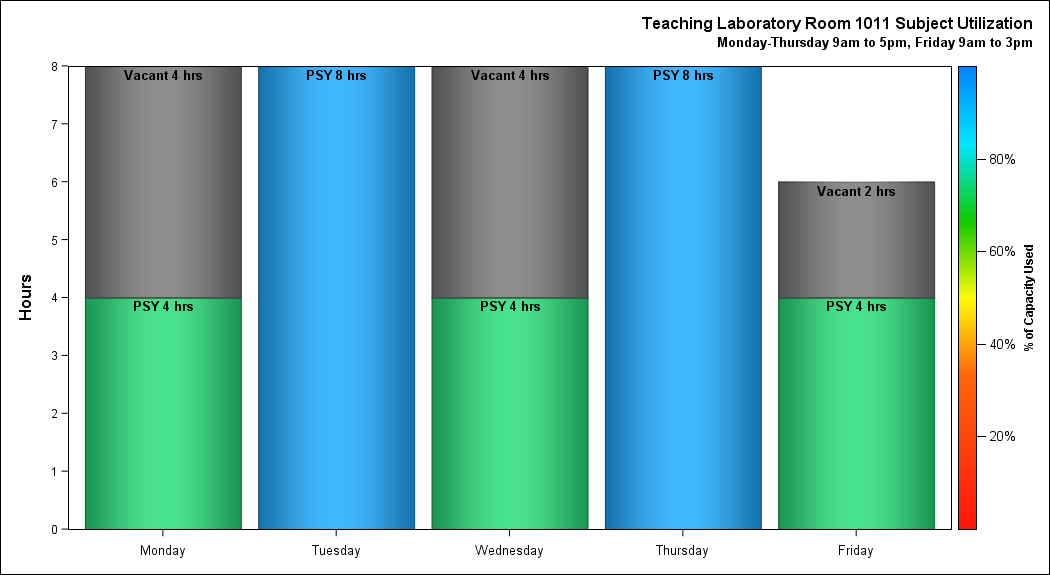 Teaching Laboratory Room 1011 Subject Utilization
Monday-Thursday 9am to 5pm, Friday 9am to 3pm
Hours
8
7
6
5
4
3
2
1
0
Vacant 4 hrs
PSY 4 hrs
PSY 8 hrs
Vacant 4 hrs
PSY 4 hrs
PSY 8 hrs
Vacant 2 hrs
PSY 4 hrs
Monday
Tuesday
Wednesday
Thursday
Friday
80%
60%
40%
20%
% of Capacity Used